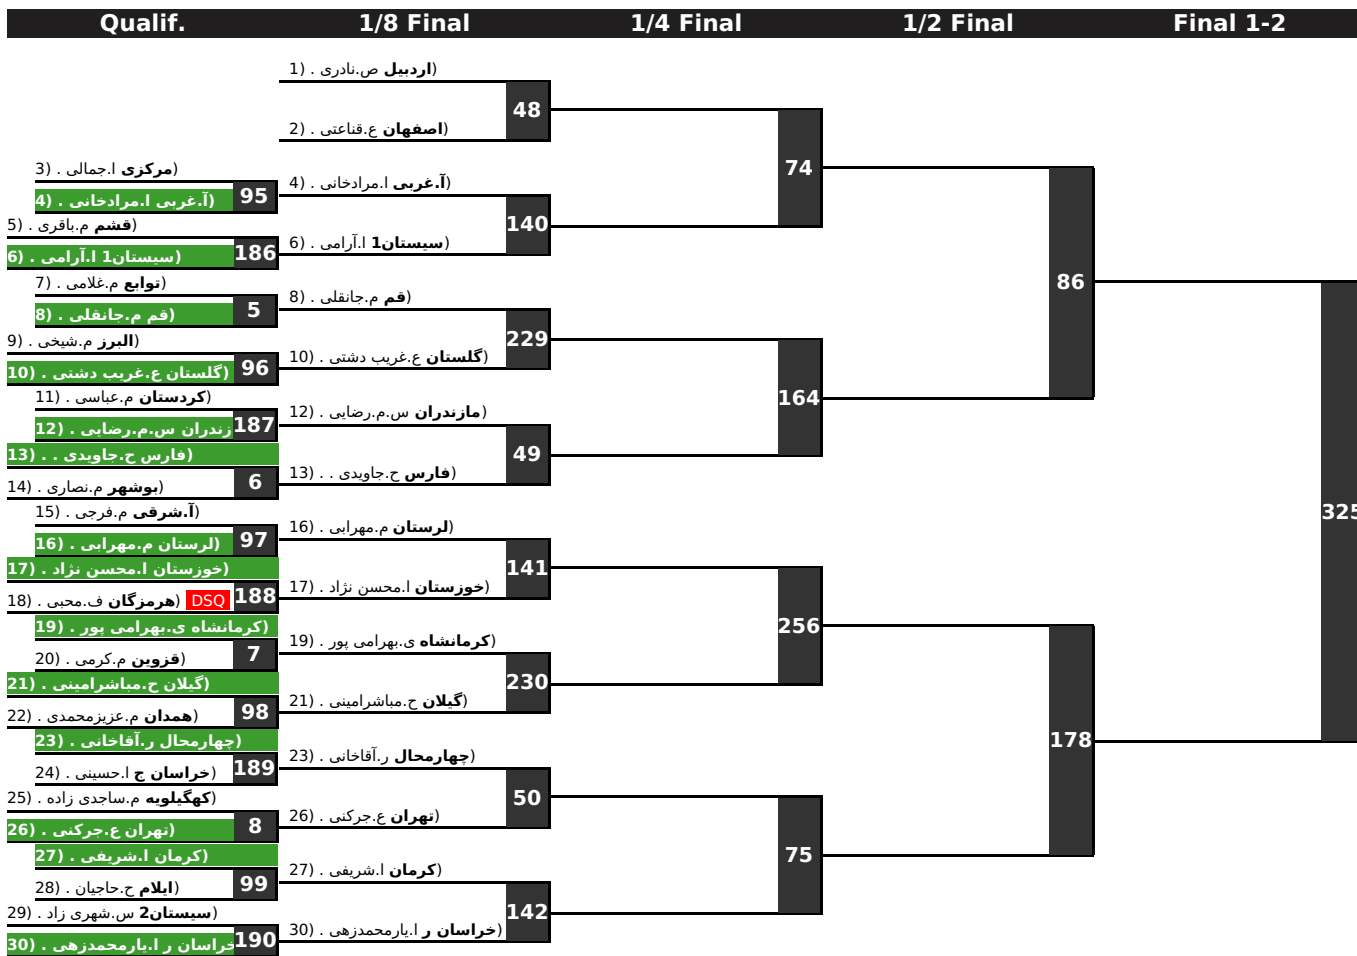 Qualif. 1/8 Final 1/4 Final 1/2 Final Final 1-2
1) . ص.نادری اردبیل)
48
2) . ع.قناعتی اصفهان)
74
3) . ا.جمالی مرکزی)
95
4) . ا.مرادخانی آ.غربی)
4) . ا.مرادخانی آ.غربی)
140
5) . م.باقری قشم)
186
6) . ا.آرامی سیستان1)
6) . ا.آرامی سیستان1)
86
7) . م.غلامی توابع)
5
8) . م.جانقلی قم)
8) . م.جانقلی قم)
229
9) . م.شیخی البرز)
96
10) . ع.غریب دشتی گلستان)
10) . ع.غریب دشتی گلستان)
164
11) . م.عباسی کردستان)
187
12) . س.م.رضایی زندران
12) . س.م.رضایی مازندران)
49
13) . . ح.جاویدی فارس)
6
14) . م.نصاری بوشهر)
13) . . ح.جاویدی فارس)
325
15) . م.فرجی آ.شرقی)
97
16) . م.مهرابی لرستان)
16) . م.مهرابی لرستان)
141
17) . ا.محسن نژاد خوزستان)
188
18) . ف.محبی هرمزگان) DSQ
17) . ا.محسن نژاد خوزستان)
256
19) . ی.بهرامی پور کرمانشاه)
7
20) . م.کرمی قزوین)
19) . ی.بهرامی پور کرمانشاه)
230
21) . ح.مباشرامینی گیلان)
98
22) . م.عزیزمحمدی همدان)
21) . ح.مباشرامینی گیلان)
178
23) . ر.آقاخانی چهارمحال)
189
24) . ا.حسینی خراسان ج)
23) . ر.آقاخانی چهارمحال)
50
25) . م.ساجدی زاده کهگیلویه)
8
26) . ع.جرکنی تهران)
26) . ع.جرکنی تهران)
75
27) . ا.شریفی کرمان)
99
28) . ح.حاجیان ایلام)
27) . ا.شریفی کرمان)
142
29) . س.شهری زاد سیستان2)
190
30) . ا.یارمحمدزهی خراسان ر
30) . ا.یارمحمدزهی خراسان ر)